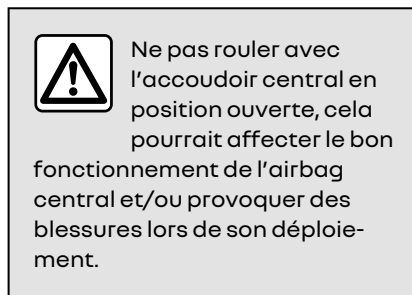 Ne pas rouler avec
l'accoudoir central en
position ouverte, cela
pourrait affecter le bon
fonctionnement de l'airbag
central et/ou provoquer des
blessures lors de son déploie-
ment.